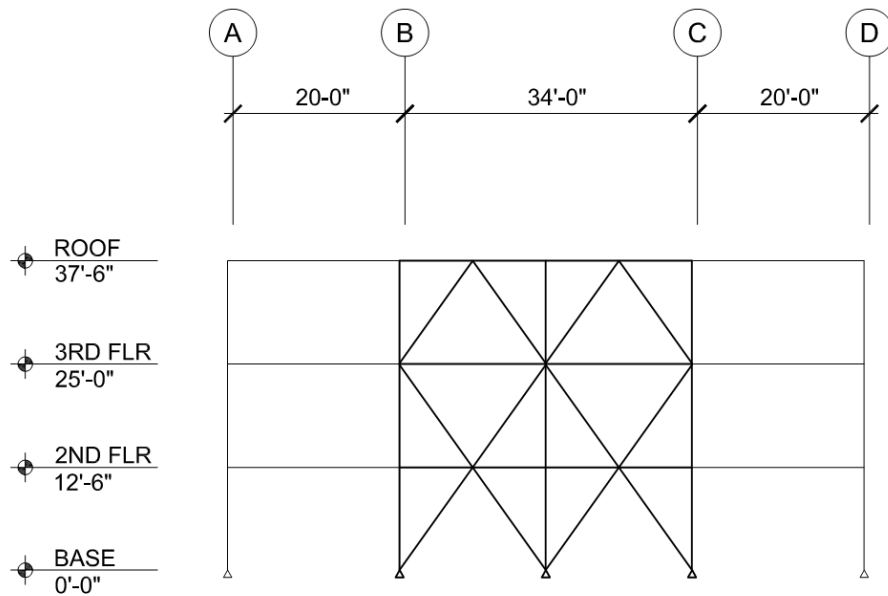 A B C D
20-0" 34'-0" 20'-0"
ROOF
37'-6"
3RD FLR
25'-0"
2ND FLR
12'-6"
BASE
0'-0"